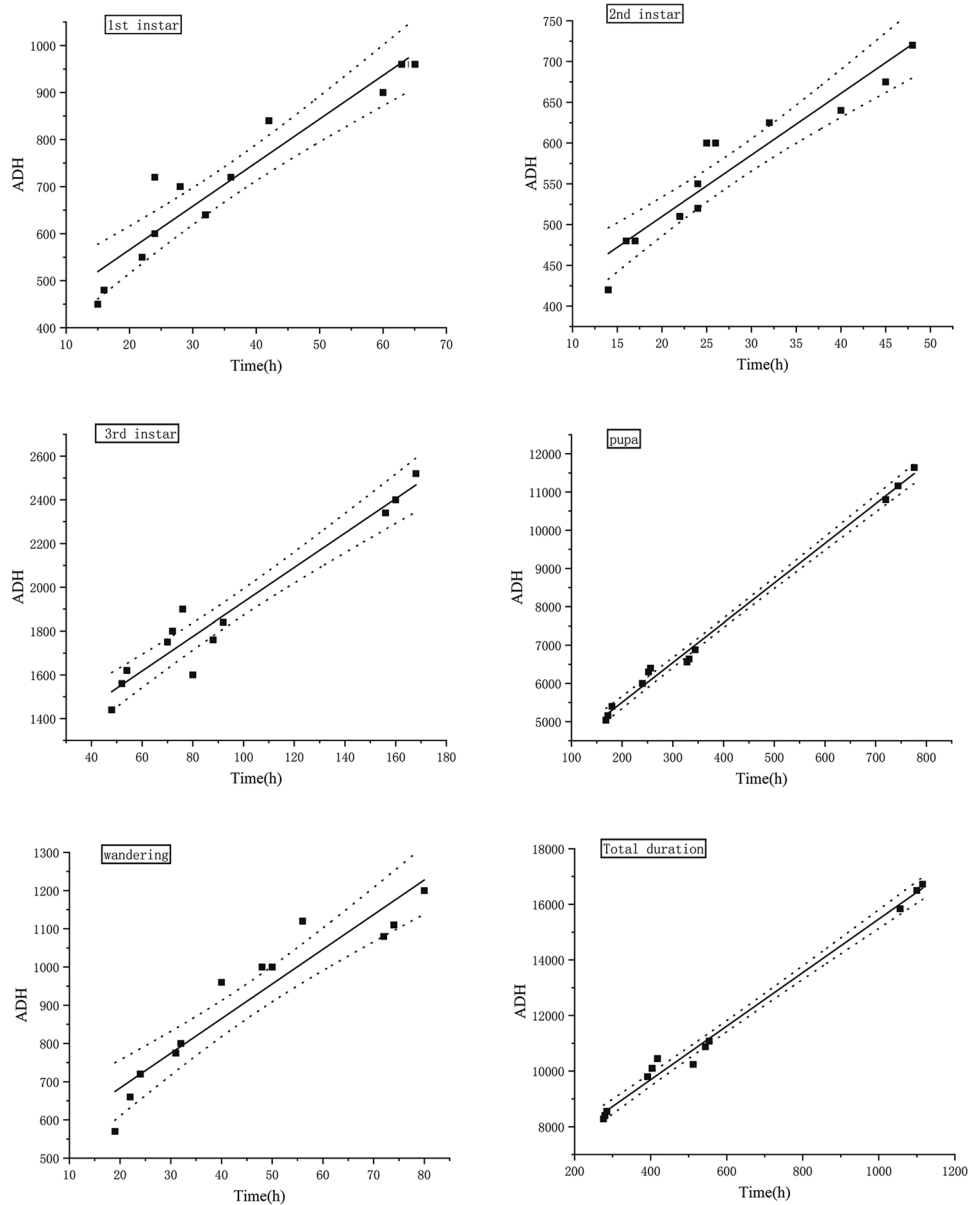 1st instar
1000
900
800
700
600
500
400
ADH
10 20 30 40 50 60 70
Time(h)
2nd instar
750
700
650
600
550
500
450
400
ADH
10 15 20 25 30 35 40 45 50
Time(h)
3rd instar
2600
2400
2200
2000
1800
1600
1400
ADH
40 60 80 100 120 140 160 180
Time(h)
pupa
12000
11000
10000
9000
8000
7000
6000
5000
ADH
100 200 300 400 500 600 700 800
Time(h)
wandering
1300
1200
1100
1000
900
800
700
600
500
ADH
10 20 30 40 50 60 70 80
Time(h)
Total duration
18000
16000
14000
12000
10000
8000
ADH
200 400 600 800 1000 1200
Time(h)